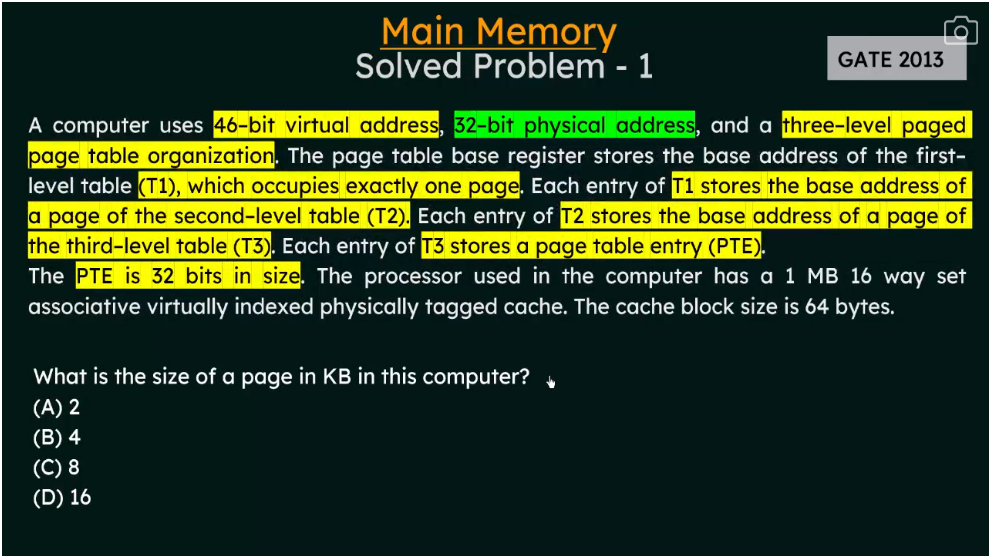 Main Memory
Solved Problem - 1
GATE 2013
A computer uses 46-bit virtual address, 32-bit physical address, and a three-level paged
page table organization. The page table base register stores the base address of the first-
level table (T1), which occupies exactly one page. Each entry of T1 stores the base address of
a page of the second-level table (T2). Each entry of T2 stores the base address of a page of
the third-level table (T3). Each entry of T3 stores a page table entry (PTE).
The PTE is 32 bits in size. The processor used in the computer has a 1 MB 16 way set
associative virtually indexed physically tagged cache. The cache block size is 64 bytes.
What is the size of a page in KB in this computer?
(A) 2
(B) 4
(C) 8
(D) 16